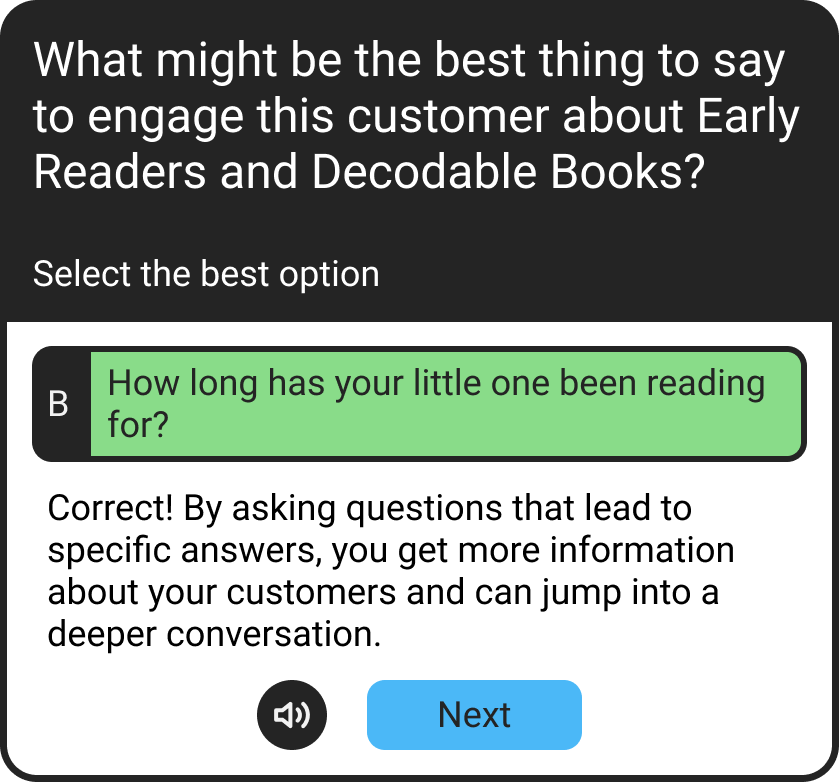 What might be the best thing to say
to engage this customer about Early
Readers and Decodable Books?
Select the best option
B
How long has your little one been reading
for?
Correct! By asking questions that lead to
specific answers, you get more information
about your customers and can jump into a
deeper conversation.
Next